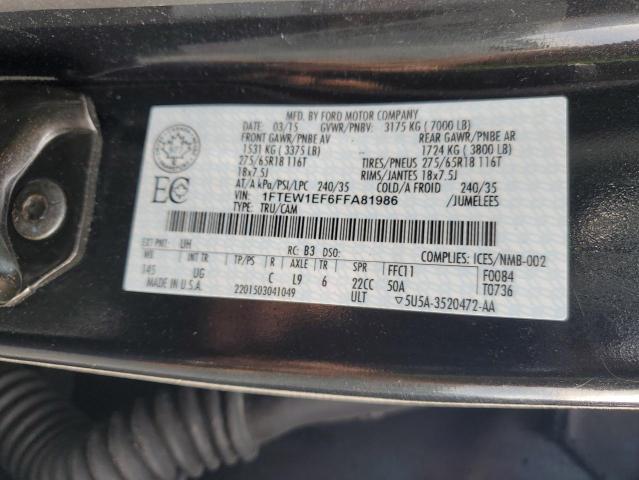 MFD. BY FORD MOTOR COMPANY
DATE: 03/15 GVWR/PNBV: 3175 KG ( 7000 LB)
FRONT GAWR/PNBE AV REAR GAWR/PNBE AR
1531 KG ( 3375 LB) 1724 KG ( 3800 LB)
275/65R18 116T TIRES/PNEUS 275/65R18 116T
18x7.5J RIMS/JANTES 18x7.5J
AT/A kPa/PSI/LPC 240/35 COLD/A FROID 240/35
EC
VIN: 1FTEW1EF6FFA81986 /JUMELEES
TYPE: TRU/CAM
EXT PNT: UH RC: B3 DSO: COMPLIES: ICES/NMB-002
WB INT TR TP/PS R AXLE TR SPR FFC11 F0084
145 UG C L9 6 22CC 50A T0736
MADE IN U.S.A. 2201503041049 ULT ▽5U5A-3520472-AA